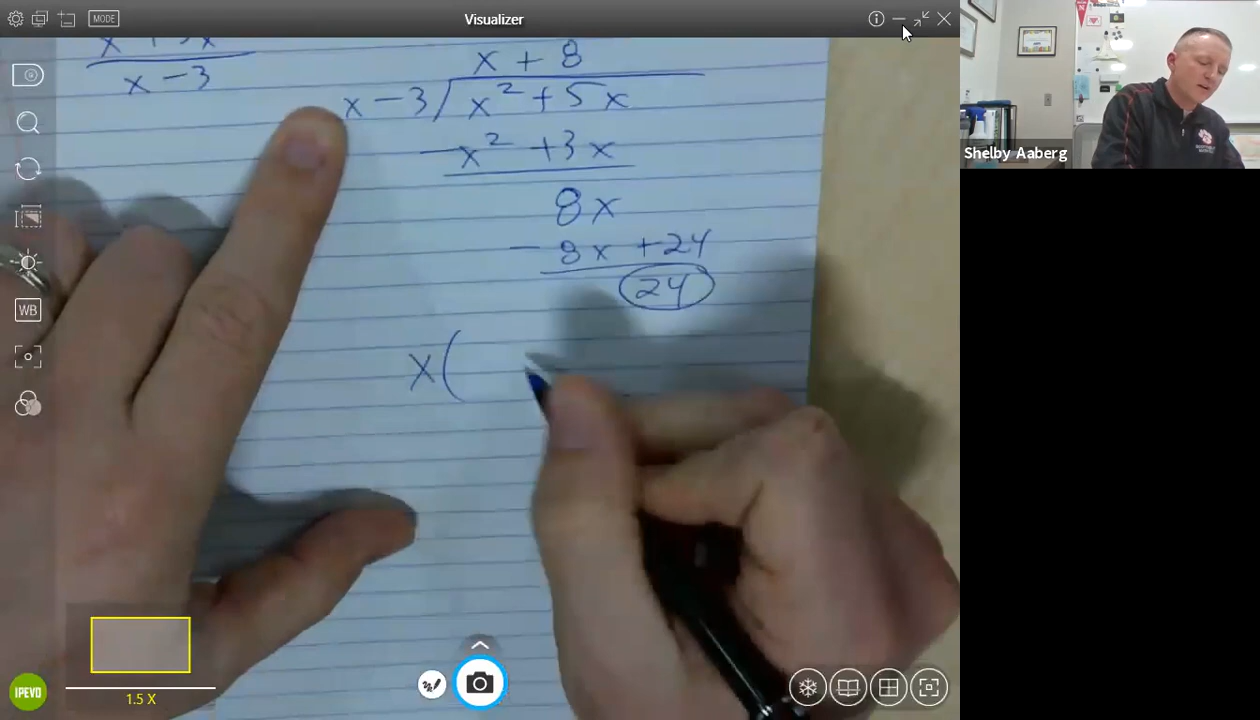 MODE
Visualizer
x - 3
x + 8
x - 3 / x² + 5x
- x² + 3x
8x
- 8x + 24
24
x (
WB
IPEVO
1.5 X
Shelby Aaberg